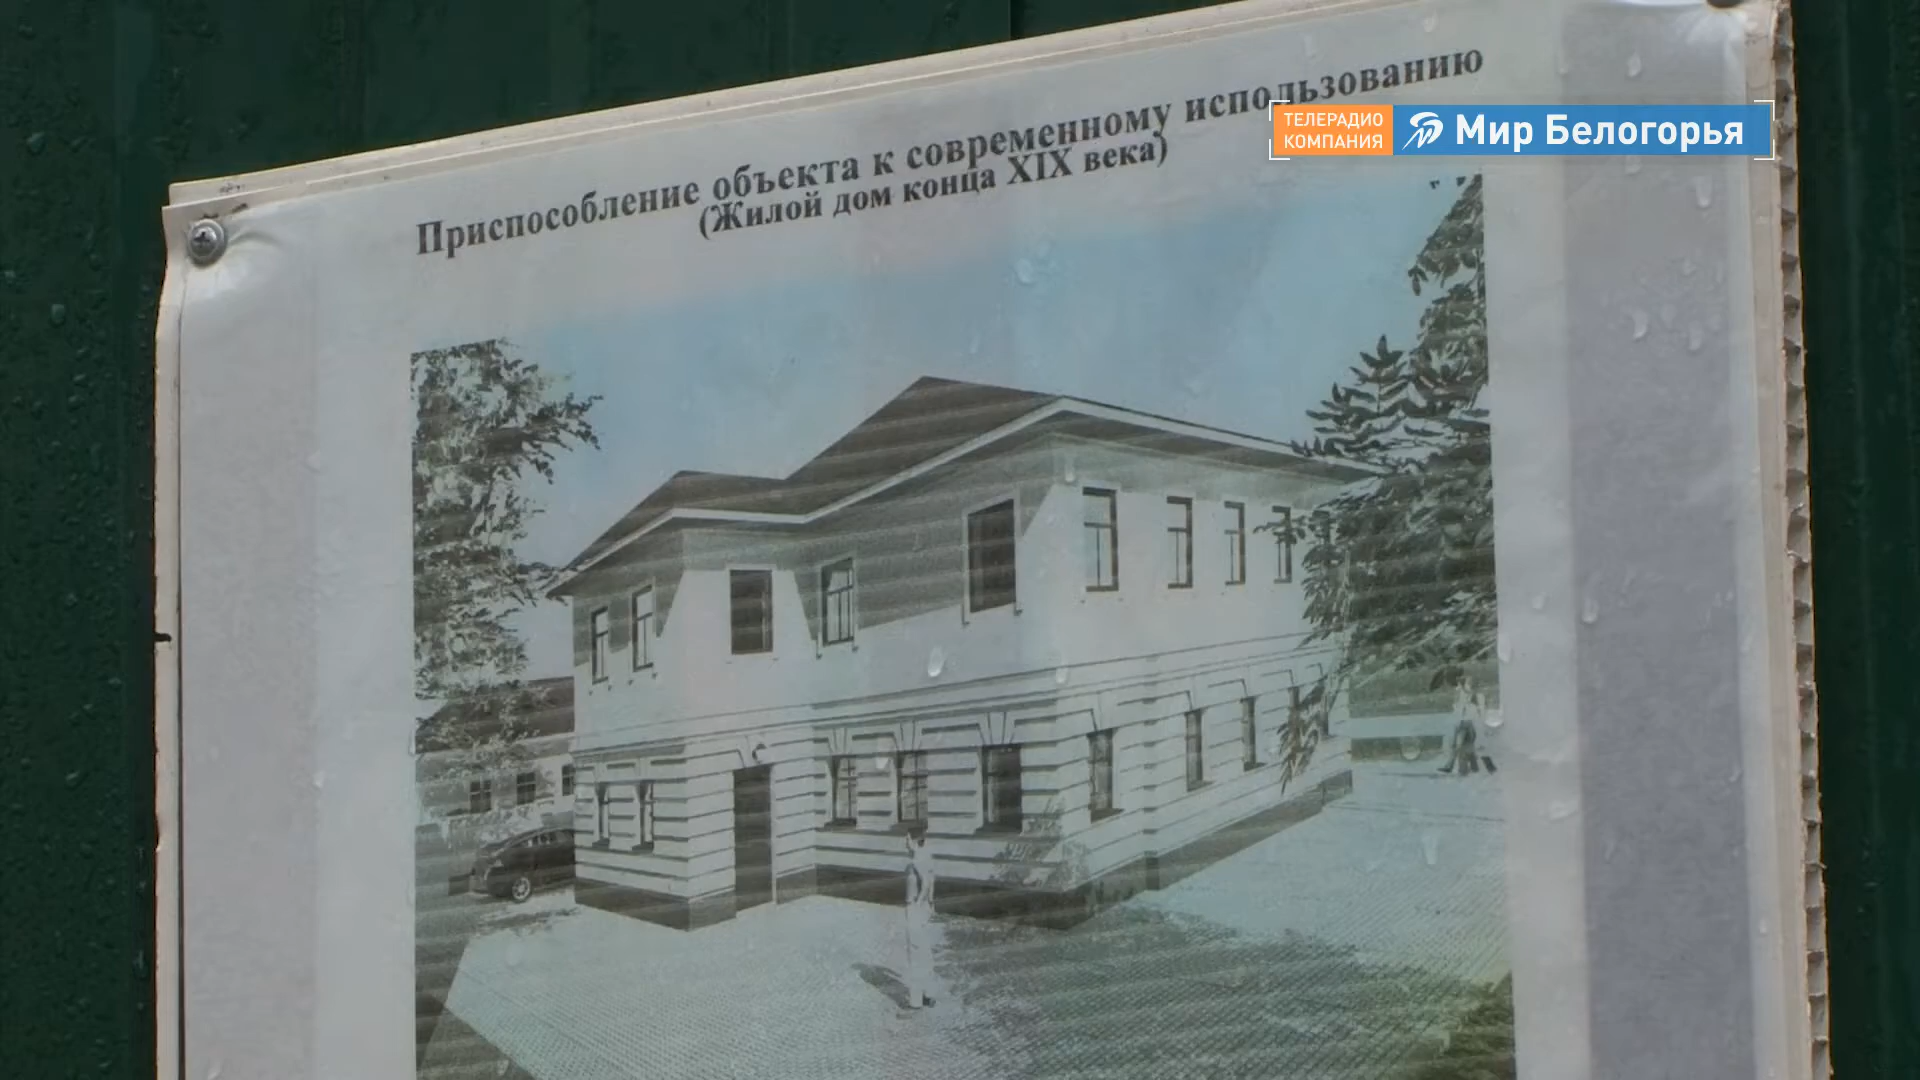 Приспособление объекта к современному использованию
(Жилой дом конца XIX века)
ТЕЛЕРАДИО
КОМПАНИЯ
Мир Белогорья